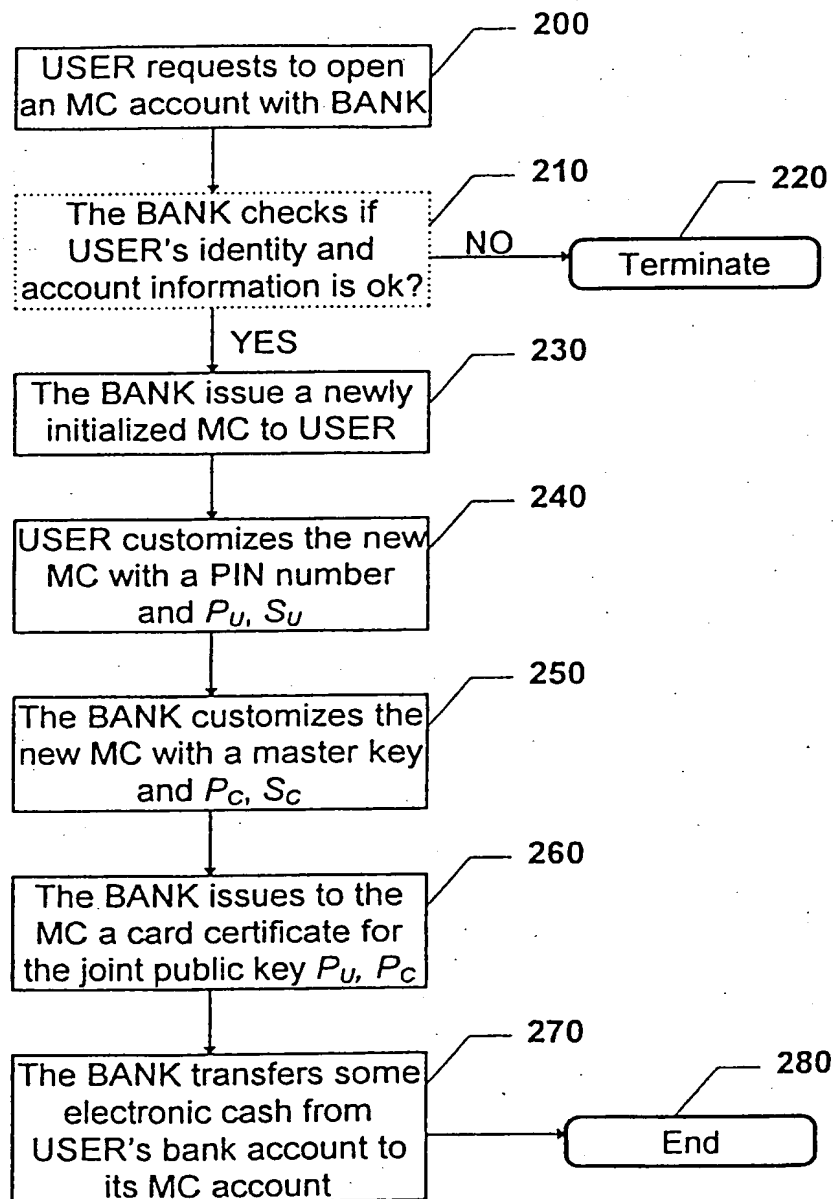 200
USER requests to open
an MC account with BANK
210
The BANK checks if
USER's identity and
account information is ok?
NO
220
Terminate
YES
230
The BANK issue a newly
initialized MC to USER
240
USER customizes the new
MC with a PIN number
and PU, SU
250
The BANK customizes the
new MC with a master key
and PC, SC
260
The BANK issues to the
MC a card certificate for
the joint public key PU, PC
270
The BANK transfers some
electronic cash from
USER's bank account to
its MC account
280
End